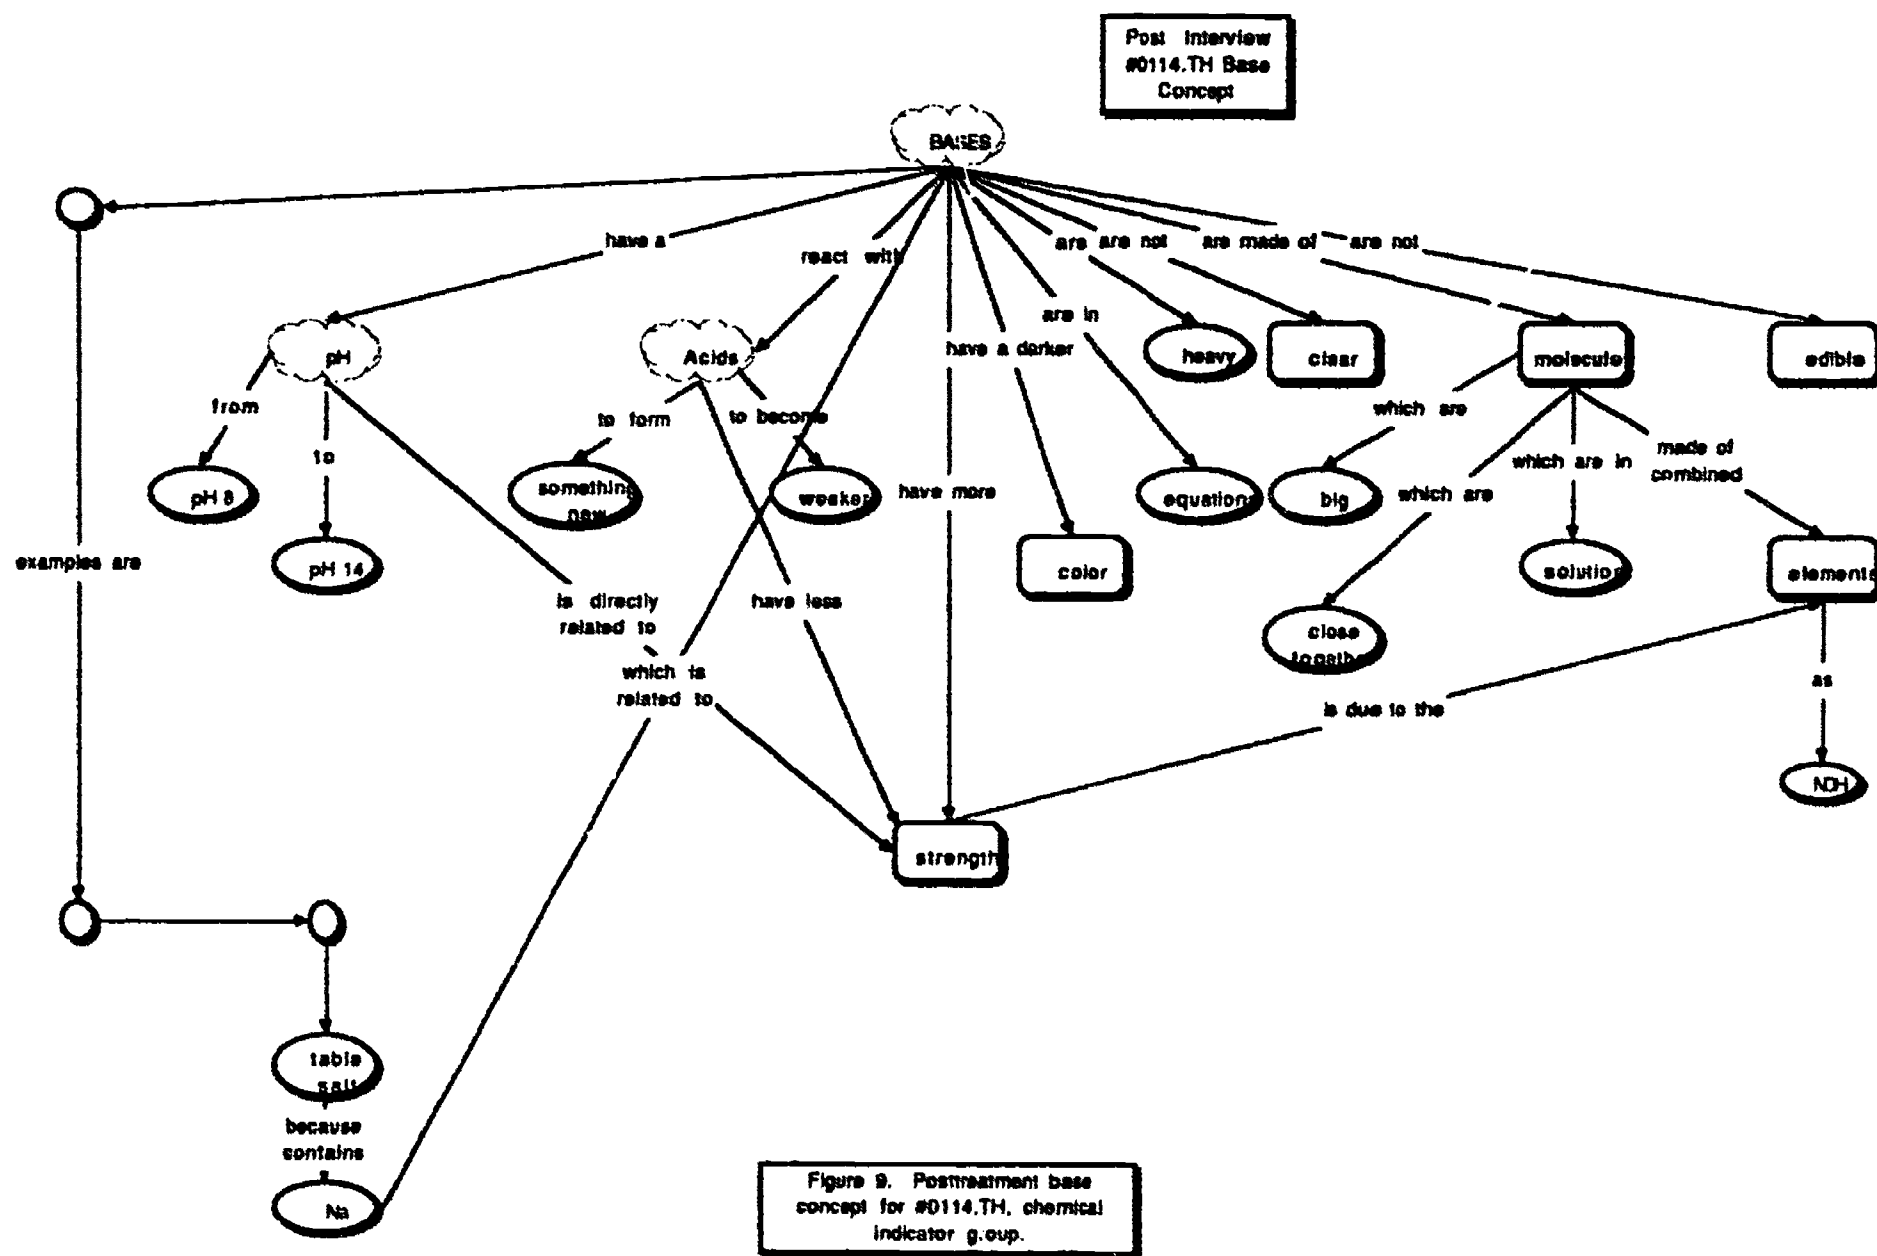 Post Interview
#0114.TH Base
Concept
BASES
have a
react with
are
are not
are made of
are not
are in
have a darker
pH
Acids
heavy
clear
molecule
edible
from
to form
to become
which are
made of
combined
to
which are in
pH 8
something
new
weaker
have more
equations
big
which are
examples are
pH 14
color
solution
elements
is directly
related to
have less
close
togethe
which is
related to
as
is due to the
strength
table
salt
because
contains
Na
Figure 9. Posttreatment base
concept for #0114.TH, chemical
indicator g.oup.